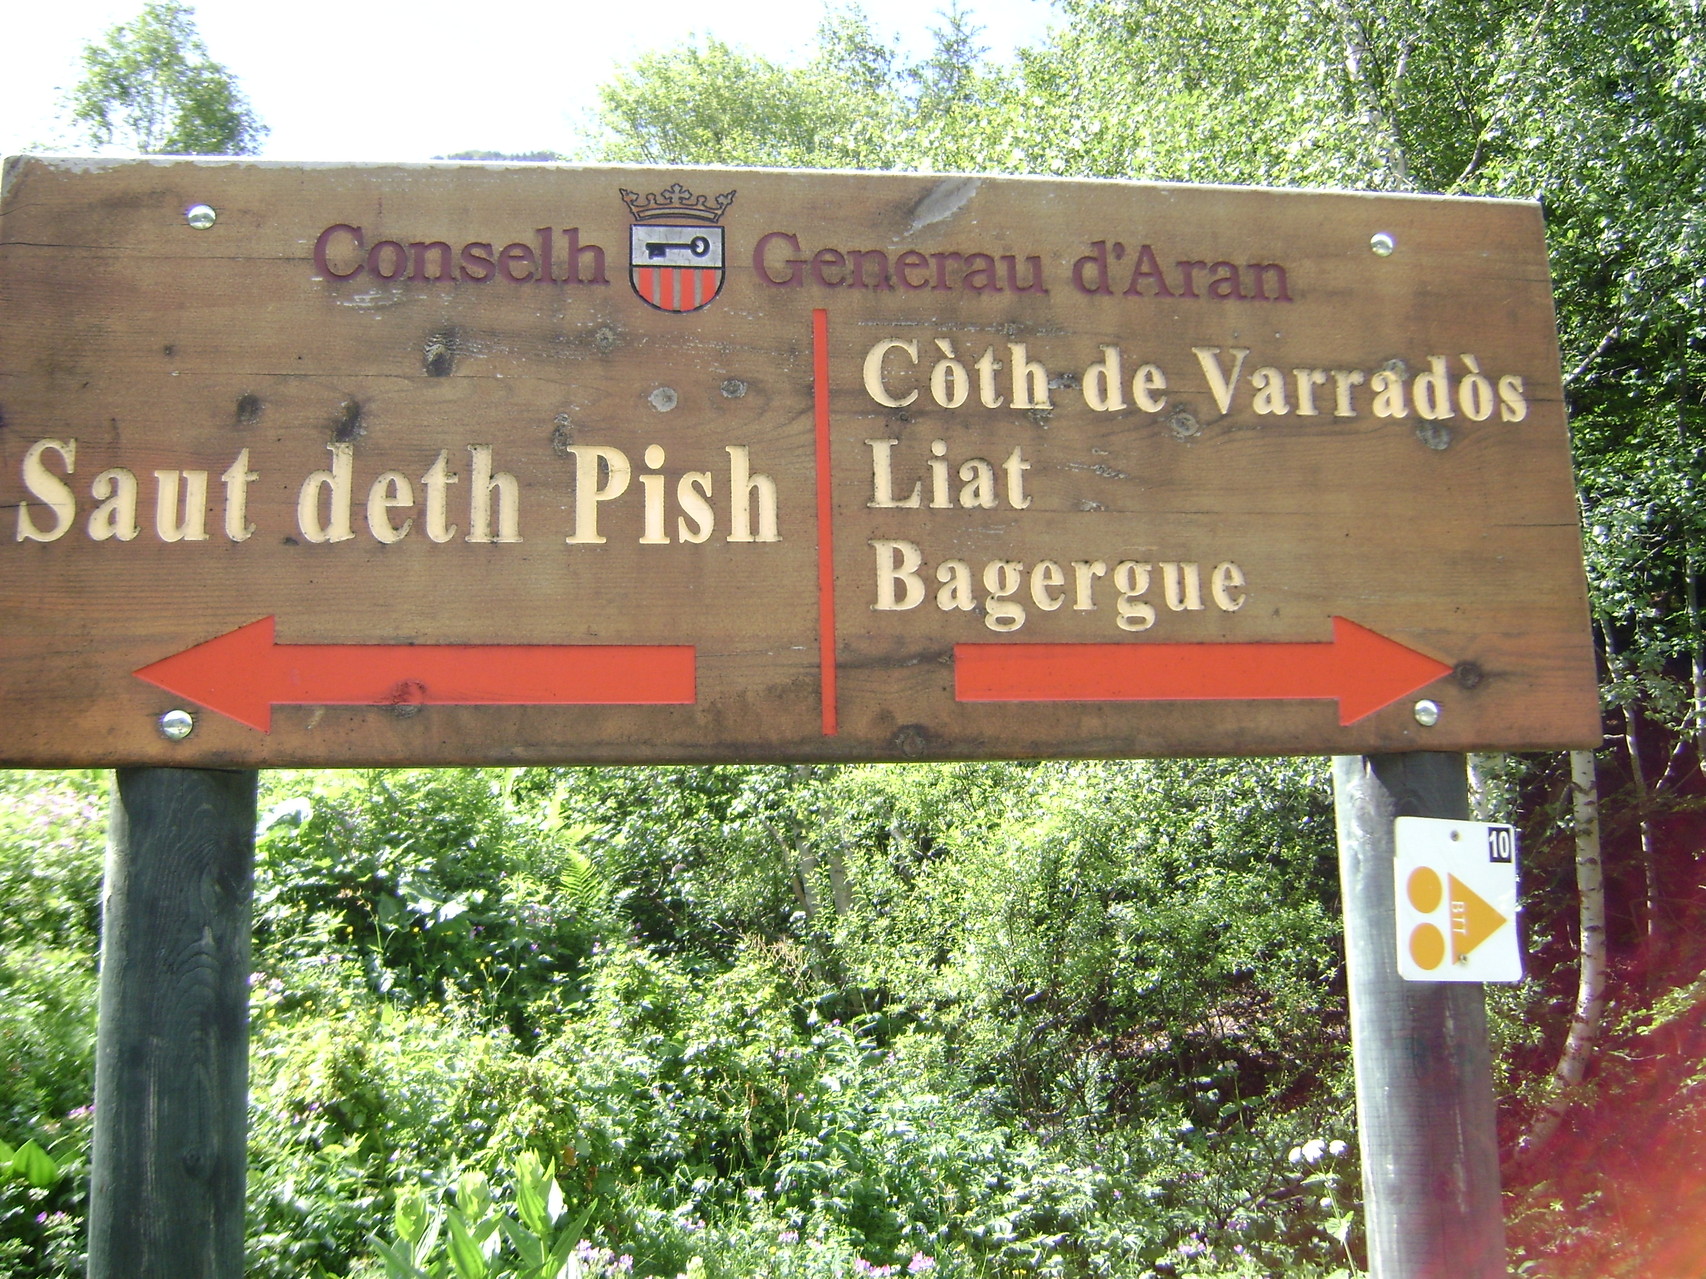 Conselh Generau d'Aran
Saut deth Pish
Còth de Varradòs
Liat
Bagergue
10
BTT